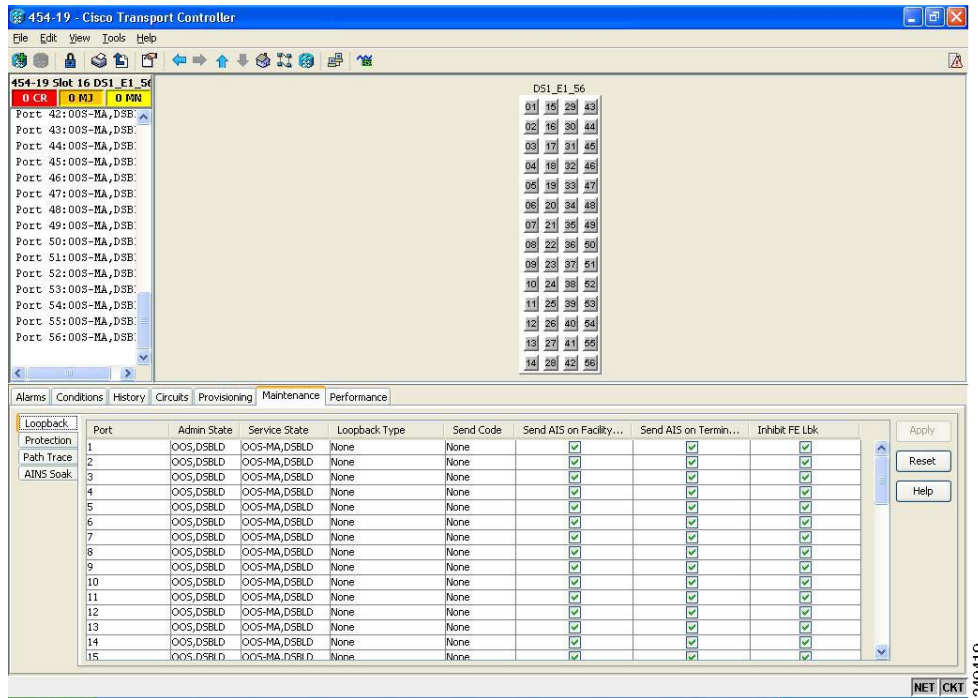 454-19 - Cisco Transport Controller
File Edit View Tools Help
454-19 Slot 16 DS1_E1_56
0 CR 0 MJ 0 MN
Port 42:OOS-MA,DSB
Port 43:OOS-MA,DSB
Port 44:OOS-MA,DSB
Port 45:OOS-MA,DSB
Port 46:OOS-MA,DSB
Port 47:OOS-MA,DSB
Port 48:OOS-MA,DSB
Port 49:OOS-MA,DSB
Port 50:OOS-MA,DSB
Port 51:OOS-MA,DSB
Port 52:OOS-MA,DSB
Port 53:OOS-MA,DSB
Port 54:OOS-MA,DSB
Port 55:OOS-MA,DSB
Port 56:OOS-MA,DSB
DS1_E1_56
01 15 29 43
02 16 30 44
03 17 31 45
04 18 32 46
05 19 33 47
06 20 34 48
07 21 35 49
08 22 36 50
09 23 37 51
10 24 38 52
11 25 39 53
12 26 40 54
13 27 41 55
14 28 42 56
Alarms Conditions History Circuits Provisioning Maintenance Performance
Loopback
Protection
Path Trace
AINS Soak
Port Admin State Service State Loopback Type Send Code Send AIS on Facility... Send AIS on Termin... Inhibit FE Lbk
1 OOS,DSBLD OOS-MA,DSBLD None None
2 OOS,DSBLD OOS-MA,DSBLD None None
3 OOS,DSBLD OOS-MA,DSBLD None None
4 OOS,DSBLD OOS-MA,DSBLD None None
5 OOS,DSBLD OOS-MA,DSBLD None None
6 OOS,DSBLD OOS-MA,DSBLD None None
7 OOS,DSBLD OOS-MA,DSBLD None None
8 OOS,DSBLD OOS-MA,DSBLD None None
9 OOS,DSBLD OOS-MA,DSBLD None None
10 OOS,DSBLD OOS-MA,DSBLD None None
11 OOS,DSBLD OOS-MA,DSBLD None None
12 OOS,DSBLD OOS-MA,DSBLD None None
13 OOS,DSBLD OOS-MA,DSBLD None None
14 OOS,DSBLD OOS-MA,DSBLD None None
15 OOS,DSBLD OOS-MA,DSBLD None None
Apply
Reset
Help
NET CKT